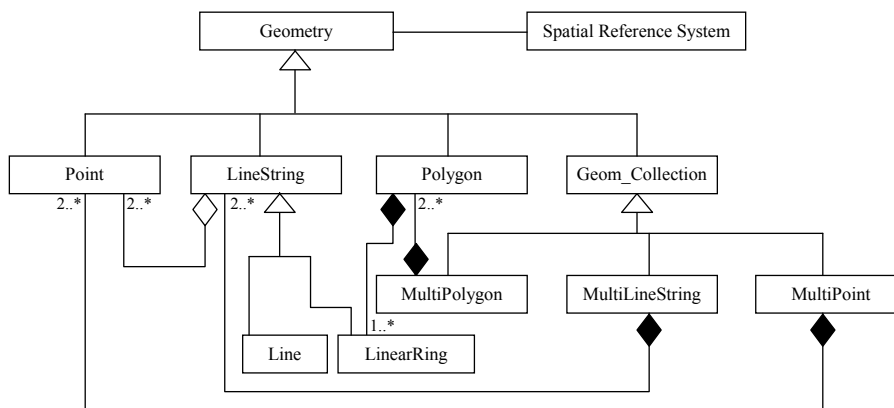 Geometry
Spatial Reference System
Point
LineString
Polygon
Geom_Collection
2..*
2..*
2..*
2..*
MultiPolygon
MultiLineString
MultiPoint
1..*
Line
LinearRing